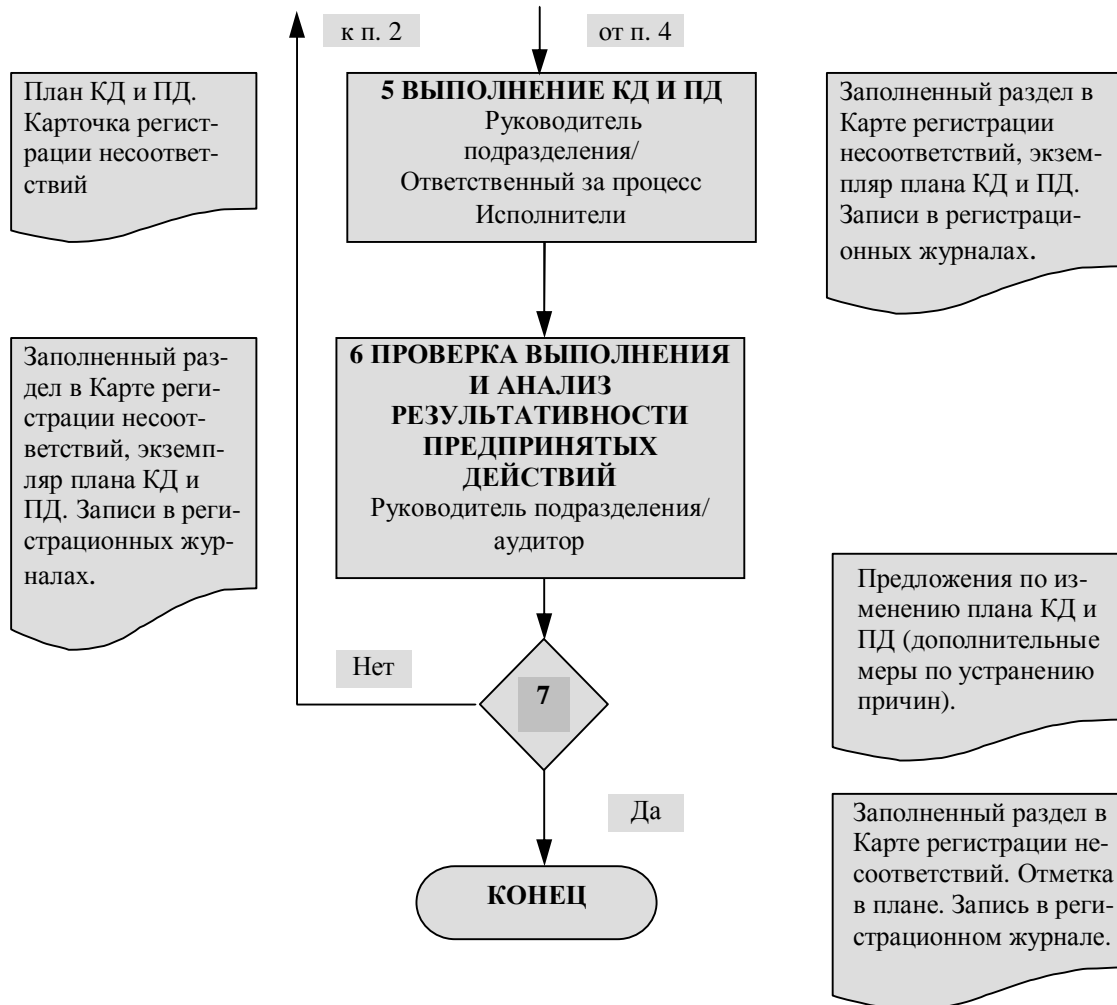 к п. 2
от п. 4
План КД и ПД.
Карточка регист-
рации несоответ-
ствий
5 ВЫПОЛНЕНИЕ КД И ПД
Руководитель
подразделения/
Ответственный за процесс
Исполнители
Заполненный раздел в
Карте регистрации
несоответствий, экзем-
пляр плана КД и ПД.
Записи в регистраци-
онных журналах.
Заполненный раз-
дел в Карте реги-
страции несоот-
ветствий, экземп-
ляр плана КД и
ПД. Записи в реги-
страционных жур-
налах.
6 ПРОВЕРКА ВЫПОЛНЕНИЯ
И АНАЛИЗ
РЕЗУЛЬТАТИВНОСТИ
ПРЕДПРИНЯТЫХ
ДЕЙСТВИЙ
Руководитель подразделения/
аудитор
Предложения по из-
менению плана КД и
ПД (дополнительные
меры по устранению
причин).
Нет
7
Да
Заполненный раздел в
Карте регистрации не-
соответствий. Отметка
в плане. Запись в реги-
страционном журнале.
КОНЕЦ